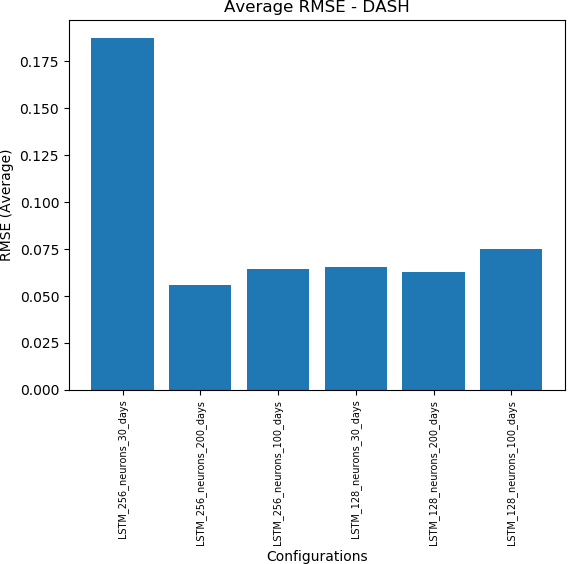 Average RMSE - DASH
RMSE (Average)
0.175
0.150
0.125
0.100
0.075
0.050
0.025
0.000
LSTM_256_neurons_30_days
LSTM_256_neurons_200_days
LSTM_256_neurons_100_days
LSTM_128_neurons_30_days
LSTM_128_neurons_200_days
LSTM_128_neurons_100_days
Configurations